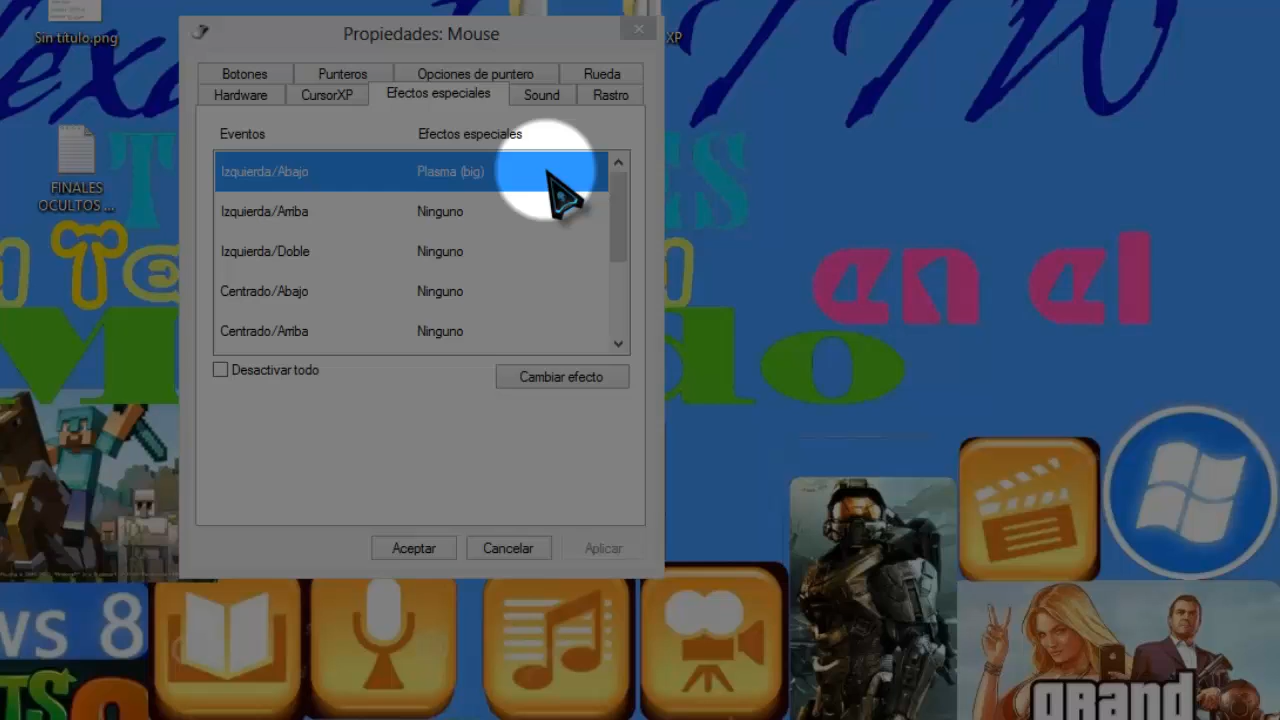 Sin título.png
XP
Propiedades: Mouse
Botones Punteros Opciones de puntero Rueda
Hardware CursorXP Efectos especiales Sound Rastro
Eventos Efectos especiales
Izquierda/Abajo Plasma (big)
Izquierda/Arriba Ninguno
Izquierda/Doble Ninguno
Centrado/Abajo Ninguno
Centrado/Arriba Ninguno
Desactivar todo
Cambiar efecto
Aceptar Cancelar Aplicar
FINALES
OCULTOS ...
en el
do
ws 8
GRAND